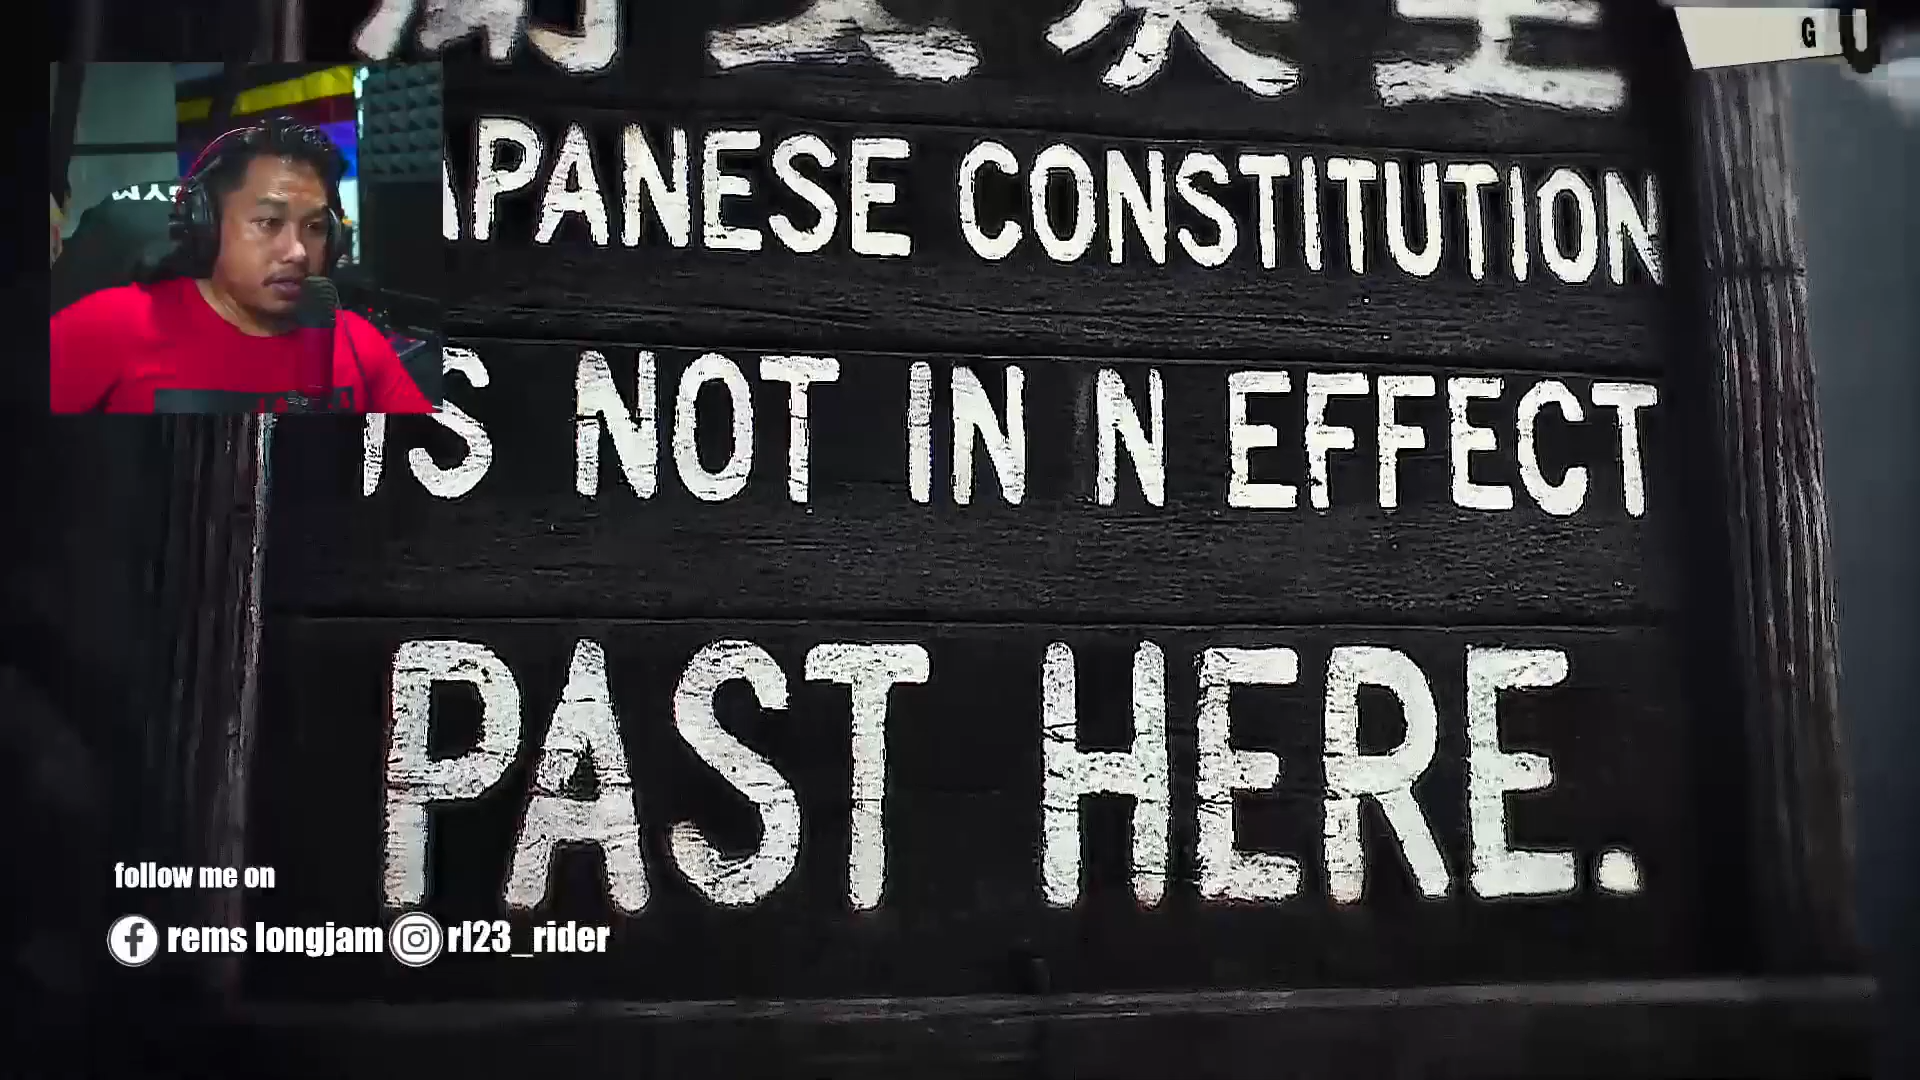 G
APANESE CONSTITUTION
IS NOT IN N EFFECT
PAST HERE.
follow me on
rems longjam rl23_rider